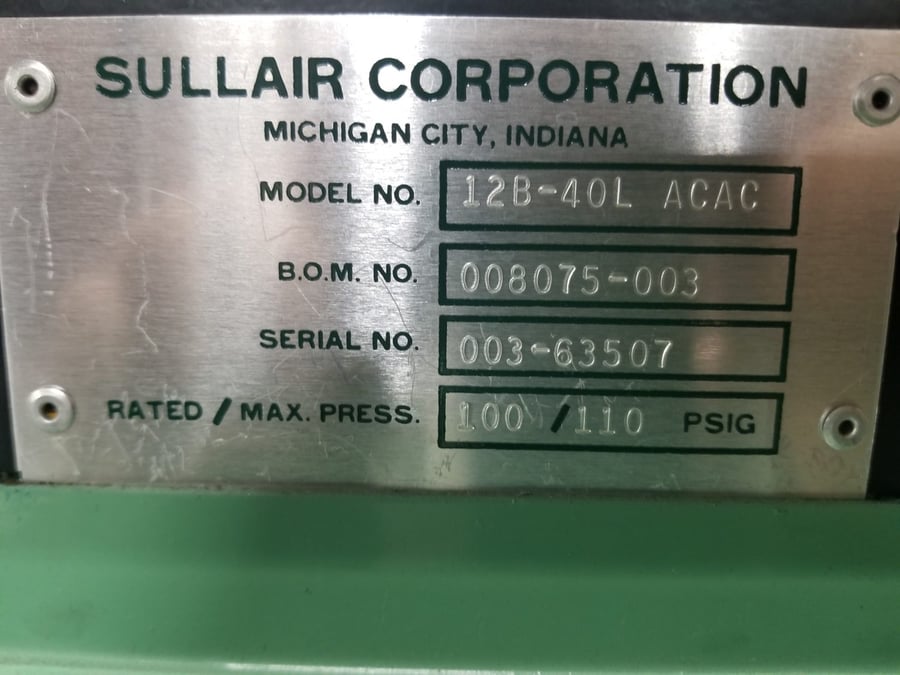 SULLAIR CORPORATION
MICHIGAN CITY, INDIANA
MODEL NO. 12B-40L ACAC
B.O.M. NO. 008075-003
SERIAL NO. 003-63507
RATED / MAX. PRESS. 100 / 110 PSIG